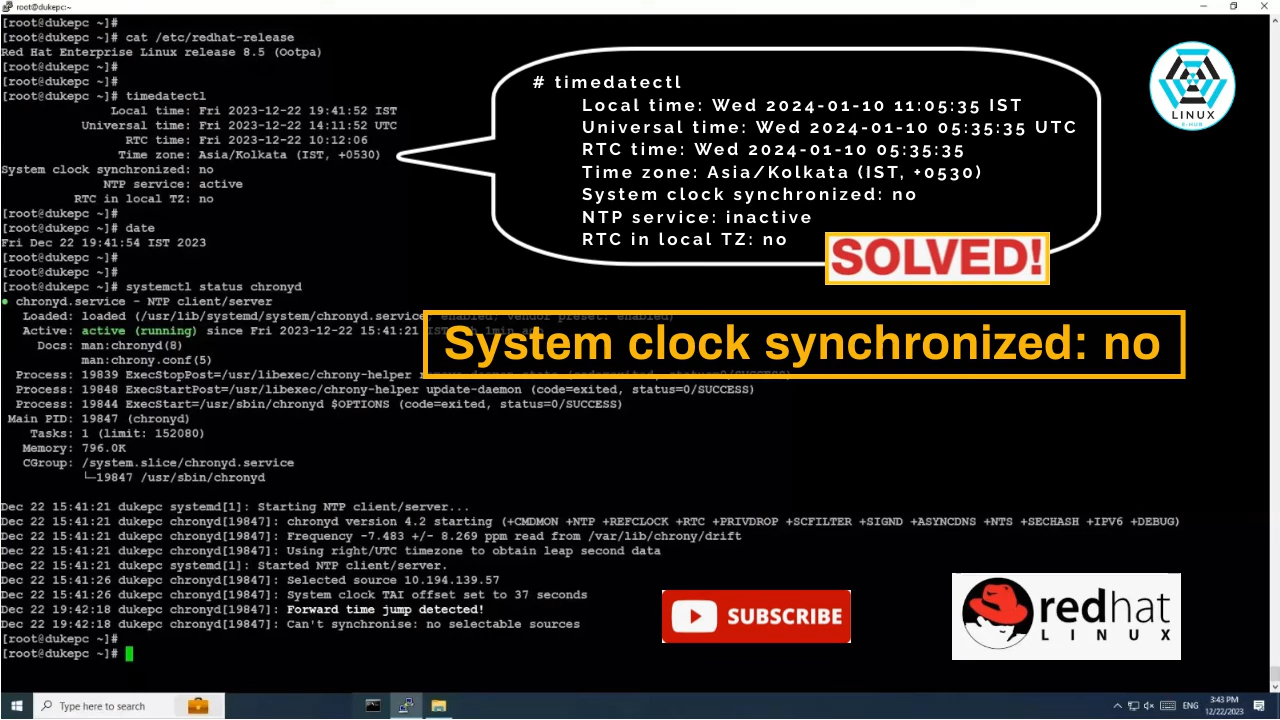 root@dukepc:~
[root@dukepc ~]#
[root@dukepc ~]# cat /etc/redhat-release
Red Hat Enterprise Linux release 8.5 (Ootpa)
[root@dukepc ~]#
[root@dukepc ~]#
[root@dukepc ~]# timedatectl
Local time: Fri 2023-12-22 19:41:52 IST
Universal time: Fri 2023-12-22 14:11:52 UTC
RTC time: Fri 2023-12-22 10:12:06
Time zone: Asia/Kolkata (IST, +0530)
System clock synchronized: no
NTP service: active
RTC in local TZ: no
[root@dukepc ~]#
[root@dukepc ~]# date
Fri Dec 22 19:41:54 IST 2023
[root@dukepc ~]#
[root@dukepc ~]#
[root@dukepc ~]# systemctl status chronyd
● chronyd.service - NTP client/server
Loaded: loaded (/usr/lib/systemd/system/chronyd.service; enabled; vendor preset: enabled)
Active: active (running) since Fri 2023-12-22 15:41:21 IST; 4h 1min ago
Docs: man:chronyd(8)
man:chrony.conf(5)
Process: 19839 ExecStopPost=/usr/libexec/chrony-helper remove-daemon-state (code=exited, status=0/SUCCESS)
Process: 19848 ExecStartPost=/usr/libexec/chrony-helper update-daemon (code=exited, status=0/SUCCESS)
Process: 19844 ExecStart=/usr/sbin/chronyd $OPTIONS (code=exited, status=0/SUCCESS)
Main PID: 19847 (chronyd)
Tasks: 1 (limit: 152080)
Memory: 796.0K
CGroup: /system.slice/chronyd.service
└─19847 /usr/sbin/chronyd
Dec 22 15:41:21 dukepc systemd[1]: Starting NTP client/server...
Dec 22 15:41:21 dukepc chronyd[19847]: chronyd version 4.2 starting (+CMDMON +NTP +REFCLOCK +RTC +PRIVDROP +SCFILTER +SIGND +ASYNCDNS +NTS +SECHASH +IPV6 +DEBUG)
Dec 22 15:41:21 dukepc chronyd[19847]: Frequency -7.483 +/- 8.269 ppm read from /var/lib/chrony/drift
Dec 22 15:41:21 dukepc chronyd[19847]: Using right/UTC timezone to obtain leap second data
Dec 22 15:41:21 dukepc systemd[1]: Started NTP client/server.
Dec 22 15:41:26 dukepc chronyd[19847]: Selected source 10.194.139.57
Dec 22 15:41:26 dukepc chronyd[19847]: System clock TAI offset set to 37 seconds
Dec 22 19:42:18 dukepc chronyd[19847]: Forward time jump detected!
Dec 22 19:42:18 dukepc chronyd[19847]: Can't synchronise: no selectable sources
[root@dukepc ~]#
[root@dukepc ~]#
# timedatectl
Local time: Wed 2024-01-10 11:05:35 IST
Universal time: Wed 2024-01-10 05:35:35 UTC
RTC time: Wed 2024-01-10 05:35:35
Time zone: Asia/Kolkata (IST, +0530)
System clock synchronized: no
NTP service: inactive
RTC in local TZ: no
SOLVED!
System clock synchronized: no
LINUX
E-HUB
SUBSCRIBE
redhat
LINUX
Type here to search
ENG
3:43 PM
12/22/2023